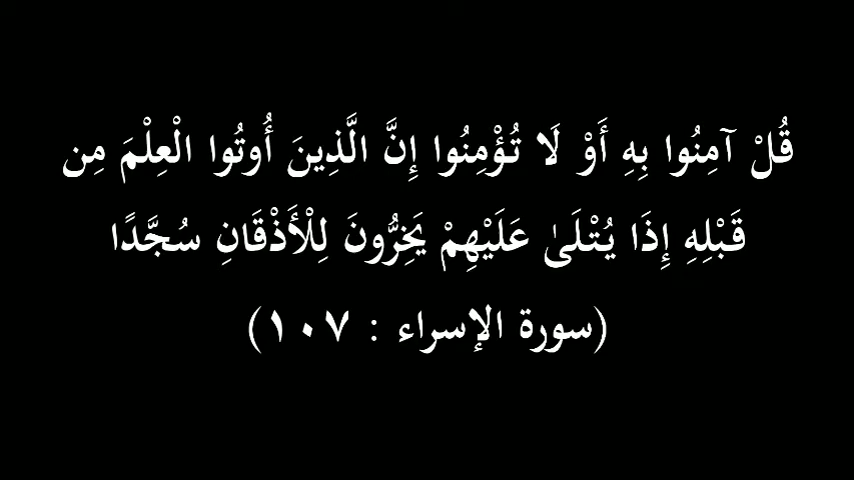 قُلْ آمِنُوا بِهِ أَوْ لَا تُؤْمِنُوا إِنَّ الَّذِينَ أُوتُوا الْعِلْمَ مِن
قَبْلِهِ إِذَا يُتْلَىٰ عَلَيْهِمْ يَخِرُّونَ لِلْأَذْقَانِ سُجَّدًا
(سورة الإسراء : ١٠٧)